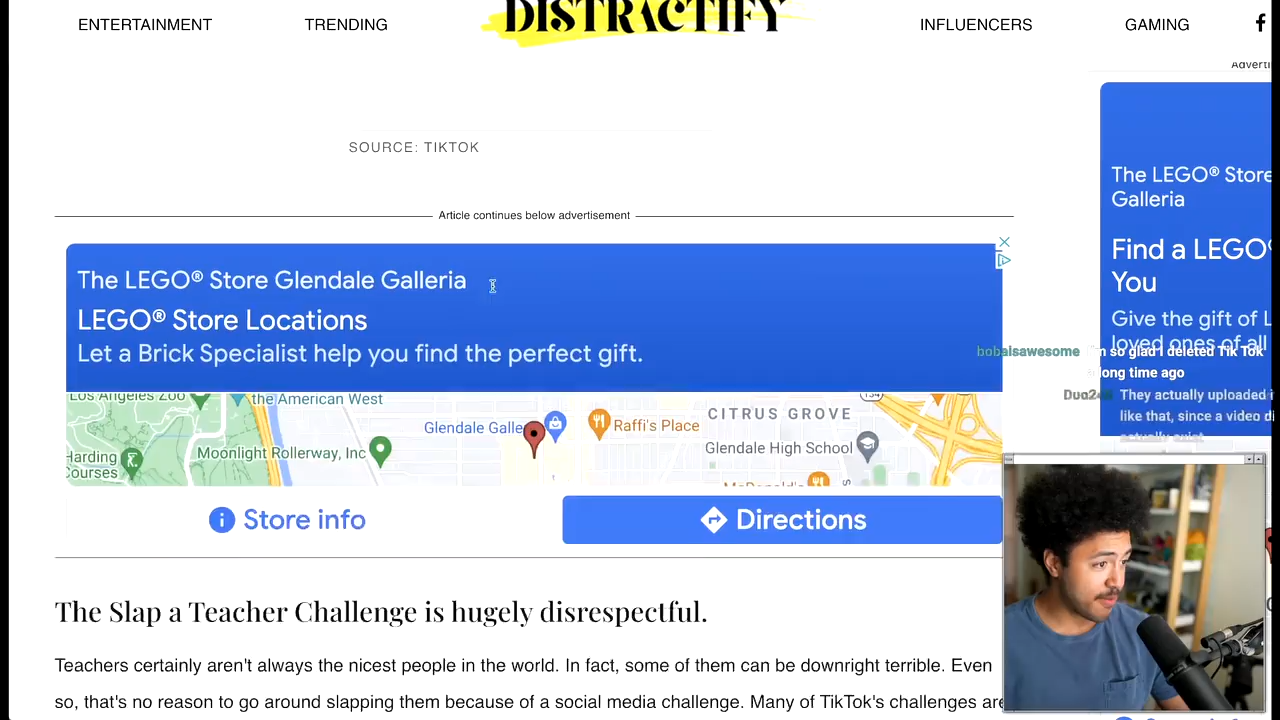 ENTERTAINMENT
TRENDING
DISTRACTIFY
INFLUENCERS
GAMING
SOURCE: TIKTOK
Article continues below advertisement
The LEGO® Store Glendale Galleria
LEGO® Store Locations
Let a Brick Specialist help you find the perfect gift.
Los Angeles Zoo
the American West
134
CITRUS GROVE
Raffi's Place
Glendale High School
Moonlight Rollerway, Inc
Harding
Courses
McDonald's
Store info
Directions
The Slap a Teacher Challenge is hugely disrespectful.
Teachers certainly aren't always the nicest people in the world. In fact, some of them can be downright terrible. Even
so, that's no reason to go around slapping them because of a social media challenge. Many of TikTok's challenges are
The LEGO® Store
Galleria
Find a LEGO®
You
Give the gift of L
loved ones of all
bobaisawesome I'm so glad I deleted Tik Tok
long time ago
They actually uploaded
like that, since a video
actually exist